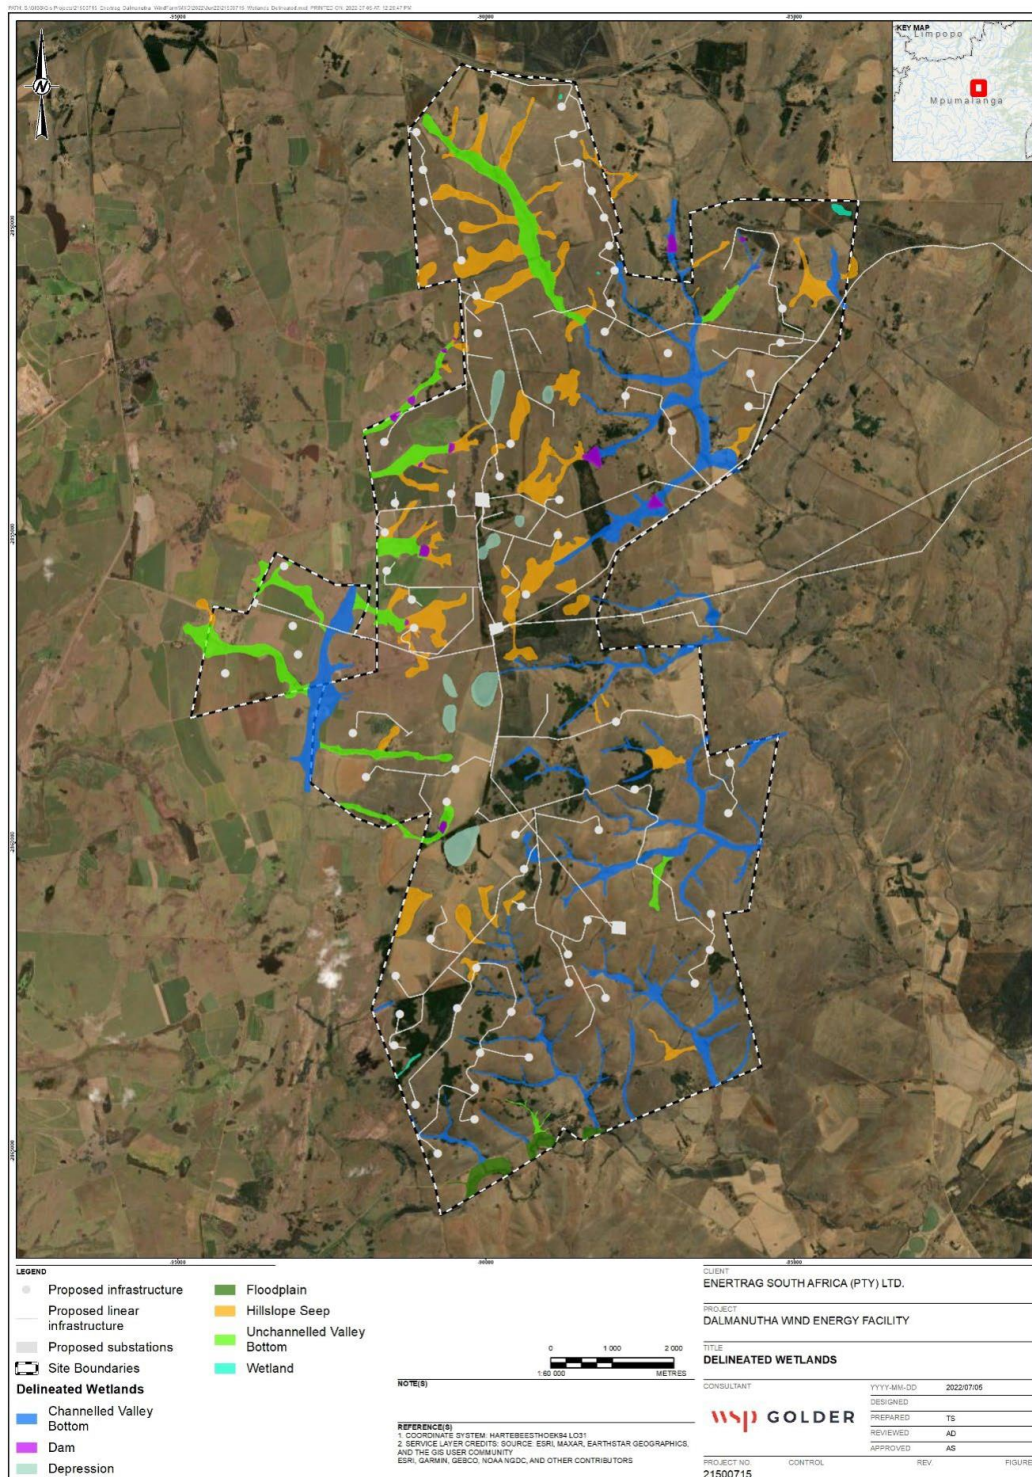 KEY MAP
Limpopo
Mpumalanga
N
LEGEND
Proposed infrastructure
Proposed linear
infrastructure
Proposed substations
Site Boundaries
Delineated Wetlands
Channelled Valley
Bottom
Dam
Depression
Floodplain
Hillslope Seep
Unchannelled Valley
Bottom
Wetland
0 1 000 2 000
1:60 000 METRES
NOTE(S)
REFERENCE(S)
1. COORDINATE SYSTEM: HARTEBEESTHOEK94 LO31
2. SERVICE LAYER CREDITS: SOURCE: ESRI, MAXAR, EARTHSTAR GEOGRAPHICS,
AND THE GIS USER COMMUNITY
ESRI, GARMIN, GEBCO, NOAA NGDC, AND OTHER CONTRIBUTORS
CLIENT
ENERTRAG SOUTH AFRICA (PTY) LTD.
PROJECT
DALMANUTHA WIND ENERGY FACILITY
TITLE
DELINEATED WETLANDS
CONSULTANT
wsp GOLDER
YYYY-MM-DD 2022/07/05
DESIGNED
PREPARED TS
REVIEWED AD
APPROVED AS
PROJECT NO. CONTROL REV. FIGURE
21500715